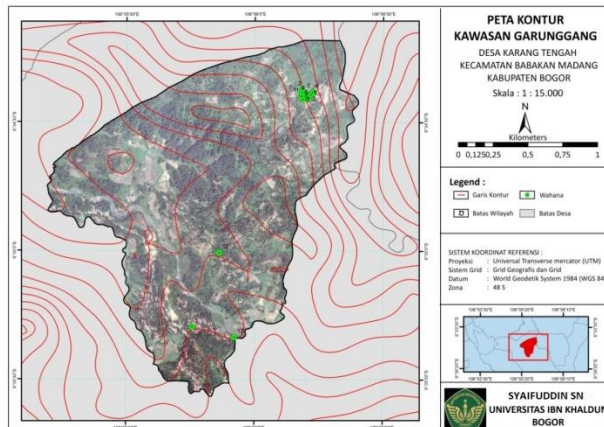 PETA KONTUR
KAWASAN GARUNGGANG
DESA KARANG TENGAH
KECAMATAN BABAKAN MADANG
KABUPATEN BOGOR
Skala : 1 : 15.000
N
Kilometers
0 0,125 0,25 0,5 0,75 1
Legend :
Garis Kontur
Wahana
Batas Wilayah
Batas Desa
SISTEM KOORDINAT REFERENSI :
Proyeksi : Universal Transverse mercator (UTM)
Sistem Grid : Grid Geografis dan Grid
Datum : World Geodetik System 1984 (WGS 84
Zona : 48 S
SYAIFUDDIN SN
UNIVERSITAS IBN KHALDUN
BOGOR